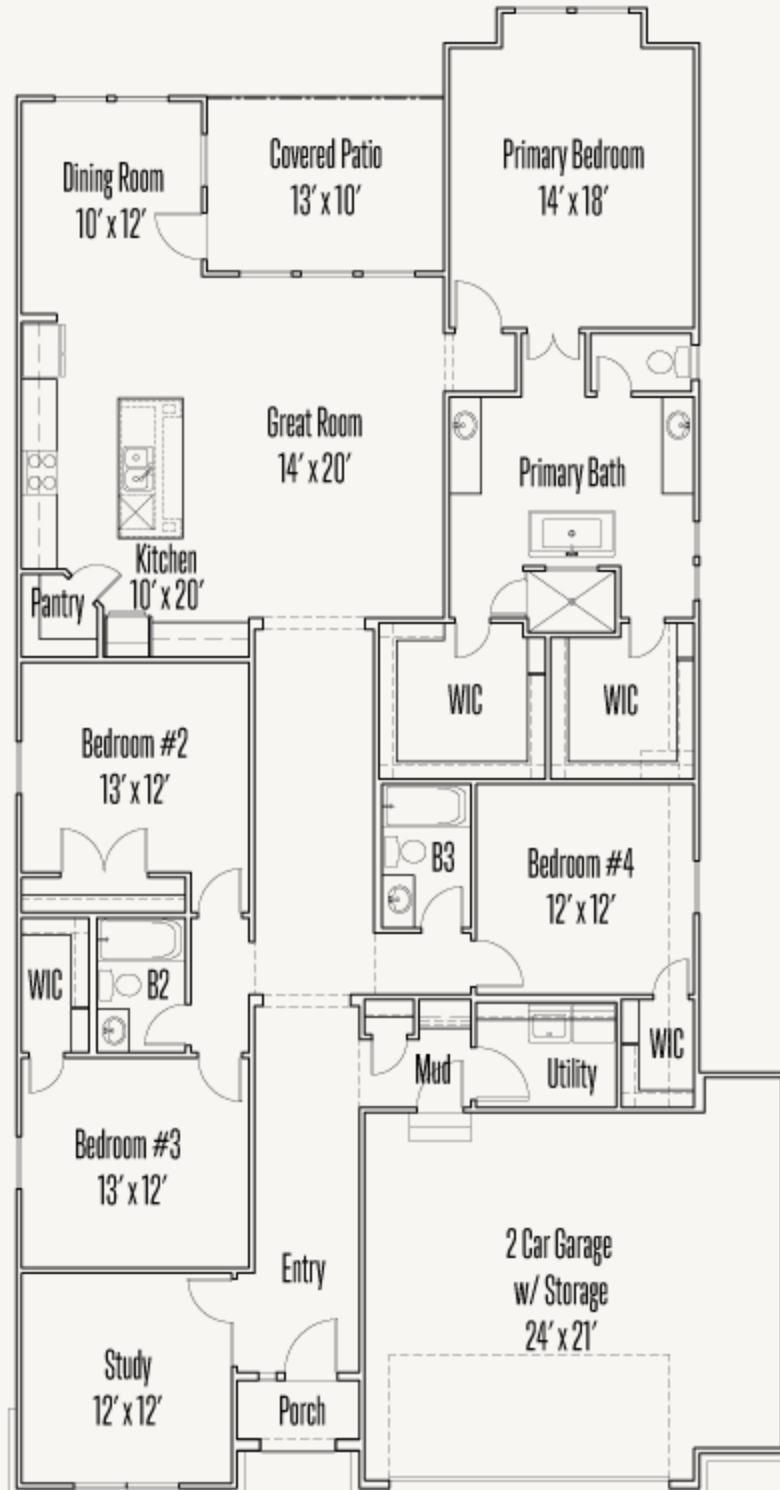 Dining Room
10' x 12'
Covered Patio
13' x 10'
Primary Bedroom
14' x 18'
Great Room
14' x 20'
Primary Bath
Kitchen
10' x 20'
Pantry
WIC
WIC
Bedroom #2
13' x 12'
B3
Bedroom #4
12' x 12'
WIC
B2
Mud
Utility
WIC
Bedroom #3
13' x 12'
Entry
2 Car Garage
w/ Storage
24' x 21'
Study
12' x 12'
Porch